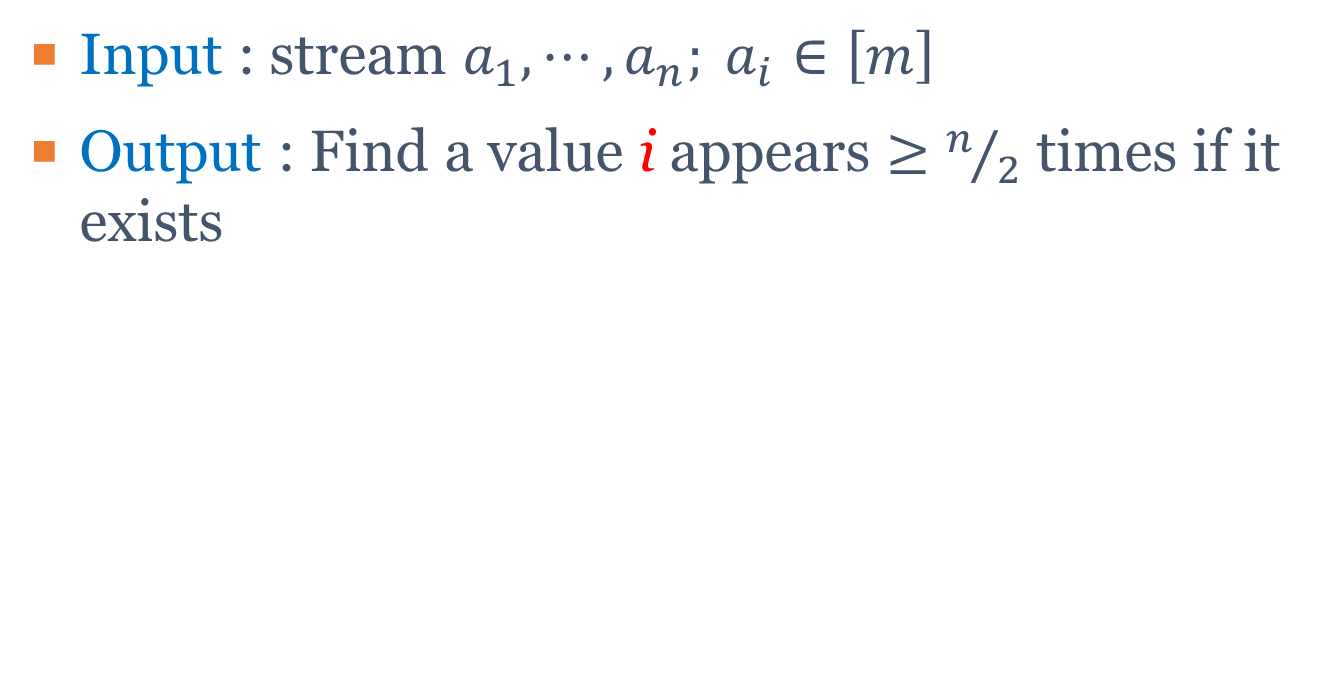 ▪ Input : stream a₁, ⋯ , aₙ; aᵢ ∈ [m]
▪ Output : Find a value i appears ≥ n/2 times if it
exists